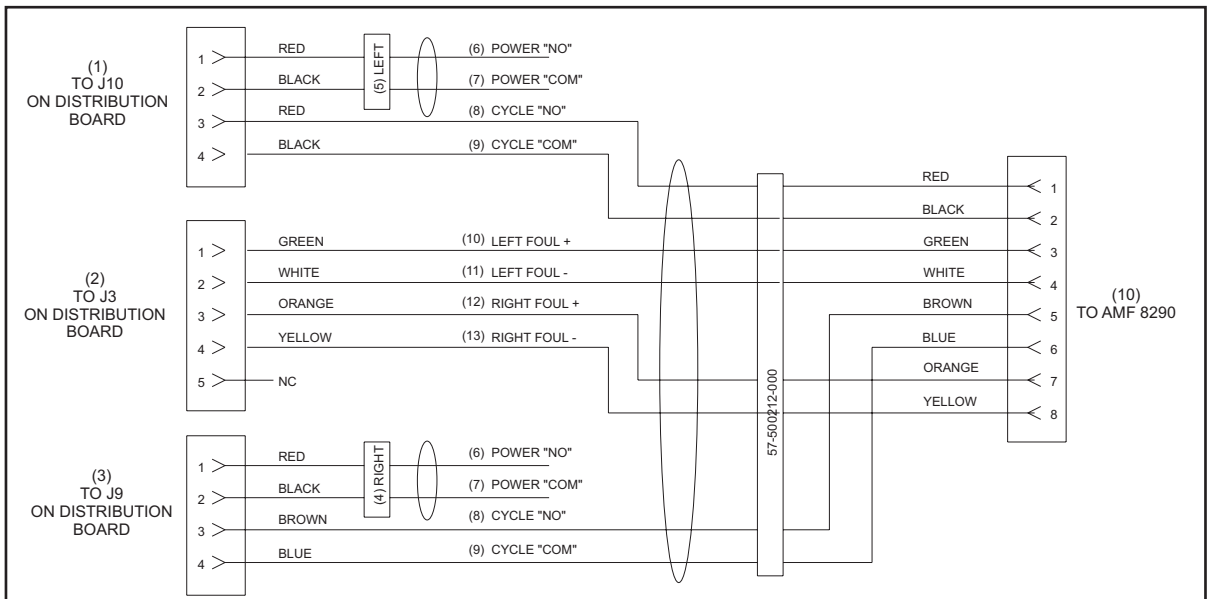 (1)
TO J10
ON DISTRIBUTION
BOARD
1 RED (5) LEFT (6) POWER "NO"
2 BLACK (7) POWER "COM"
3 RED (8) CYCLE "NO"
4 BLACK (9) CYCLE "COM"
(2)
TO J3
ON DISTRIBUTION
BOARD
1 GREEN (10) LEFT FOUL +
2 WHITE (11) LEFT FOUL -
3 ORANGE (12) RIGHT FOUL +
4 YELLOW (13) RIGHT FOUL -
5 NC
(3)
TO J9
ON DISTRIBUTION
BOARD
1 RED (4) RIGHT (6) POWER "NO"
2 BLACK (7) POWER "COM"
3 BROWN (8) CYCLE "NO"
4 BLUE (9) CYCLE "COM"
57-500212-000
RED 1
BLACK 2
GREEN 3
WHITE 4
BROWN 5
BLUE 6
ORANGE 7
YELLOW 8
(10)
TO AMF 8290